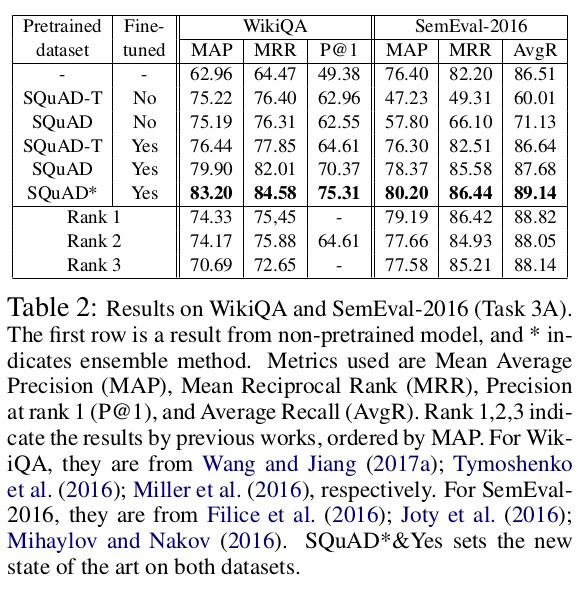 Pretrained Fine- WikiQA SemEval-2016
dataset tuned MAP MRR P@1 MAP MRR AvgR
- - 62.96 64.47 49.38 76.40 82.20 86.51
SQuAD-T No 75.22 76.40 62.96 47.23 49.31 60.01
SQuAD No 75.19 76.31 62.55 57.80 66.10 71.13
SQuAD-T Yes 76.44 77.85 64.61 76.30 82.51 86.64
SQuAD Yes 79.90 82.01 70.37 78.37 85.58 87.68
SQuAD* Yes 83.20 84.58 75.31 80.20 86.44 89.14
Rank 1 74.33 75,45 - 79.19 86.42 88.82
Rank 2 74.17 75.88 64.61 77.66 84.93 88.05
Rank 3 70.69 72.65 - 77.58 85.21 88.14
Table 2: Results on WikiQA and SemEval-2016 (Task 3A).
The first row is a result from non-pretrained model, and * in-
dicates ensemble method. Metrics used are Mean Average
Precision (MAP), Mean Reciprocal Rank (MRR), Precision
at rank 1 (P@1), and Average Recall (AvgR). Rank 1,2,3 indi-
cate the results by previous works, ordered by MAP. For Wik-
iQA, they are from Wang and Jiang (2017a); Tymoshenko
et al. (2016); Miller et al. (2016), respectively. For SemEval-
2016, they are from Filice et al. (2016); Joty et al. (2016);
Mihaylov and Nakov (2016). SQuAD*&Yes sets the new
state of the art on both datasets.